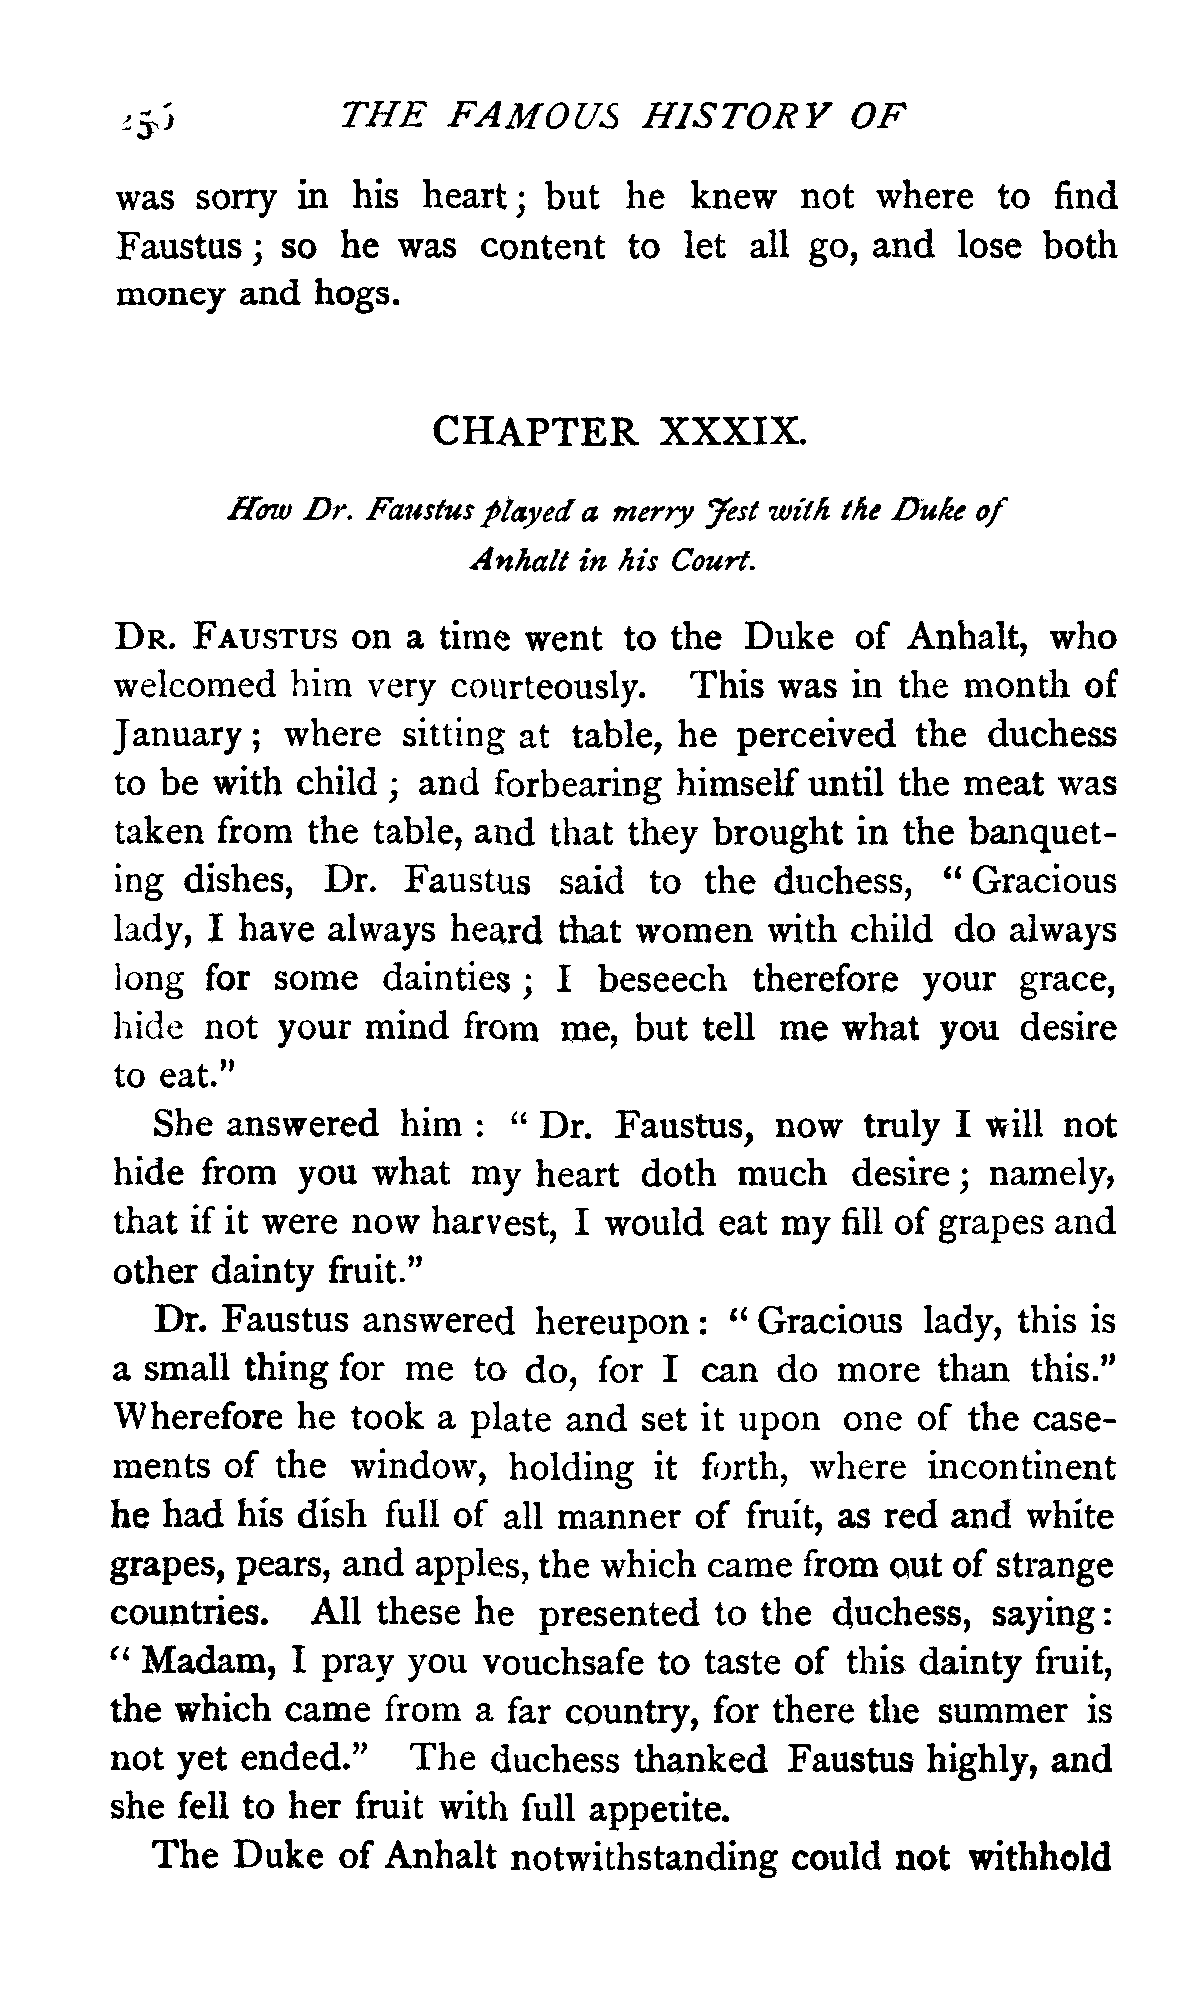 THE FAMOUS HISTORY OF
was sorry in his heart ; but he knew not where to find
Faustus ; so he was content to let all go, and lose both
money and hogs.
CHAPTER XXXIX.
How Dr. Faustus played a merry Jest with the Duke of
Anhalt in his Court.
DR. FAUSTUS on a time went to the Duke of Anhalt, who
welcomed him very courteously. This was in the month of
January ; where sitting at table, he perceived the duchess
to be with child ; and forbearing himself until the meat was
taken from the table, and that they brought in the banquet-
ing dishes, Dr. Faustus said to the duchess, " Gracious
lady, I have always heard that women with child do always
long for some dainties ; I beseech therefore your grace,
hide not your mind from me, but tell me what you desire
to eat."
She answered him : " Dr. Faustus, now truly I will not
hide from you what my heart doth much desire ; namely,
that if it were now harvest, I would eat my fill of grapes and
other dainty fruit."
Dr. Faustus answered hereupon : " Gracious lady, this is
a small thing for me to do, for I can do more than this."
Wherefore he took a plate and set it upon one of the case-
ments of the window, holding it forth, where incontinent
he had his dish full of all manner of fruit, as red and white
grapes, pears, and apples, the which came from out of strange
countries. All these he presented to the duchess, saying :
" Madam, I pray you vouchsafe to taste of this dainty fruit,
the which came from a far country, for there the summer is
not yet ended." The duchess thanked Faustus highly, and
she fell to her fruit with full appetite.
The Duke of Anhalt notwithstanding could not withhold